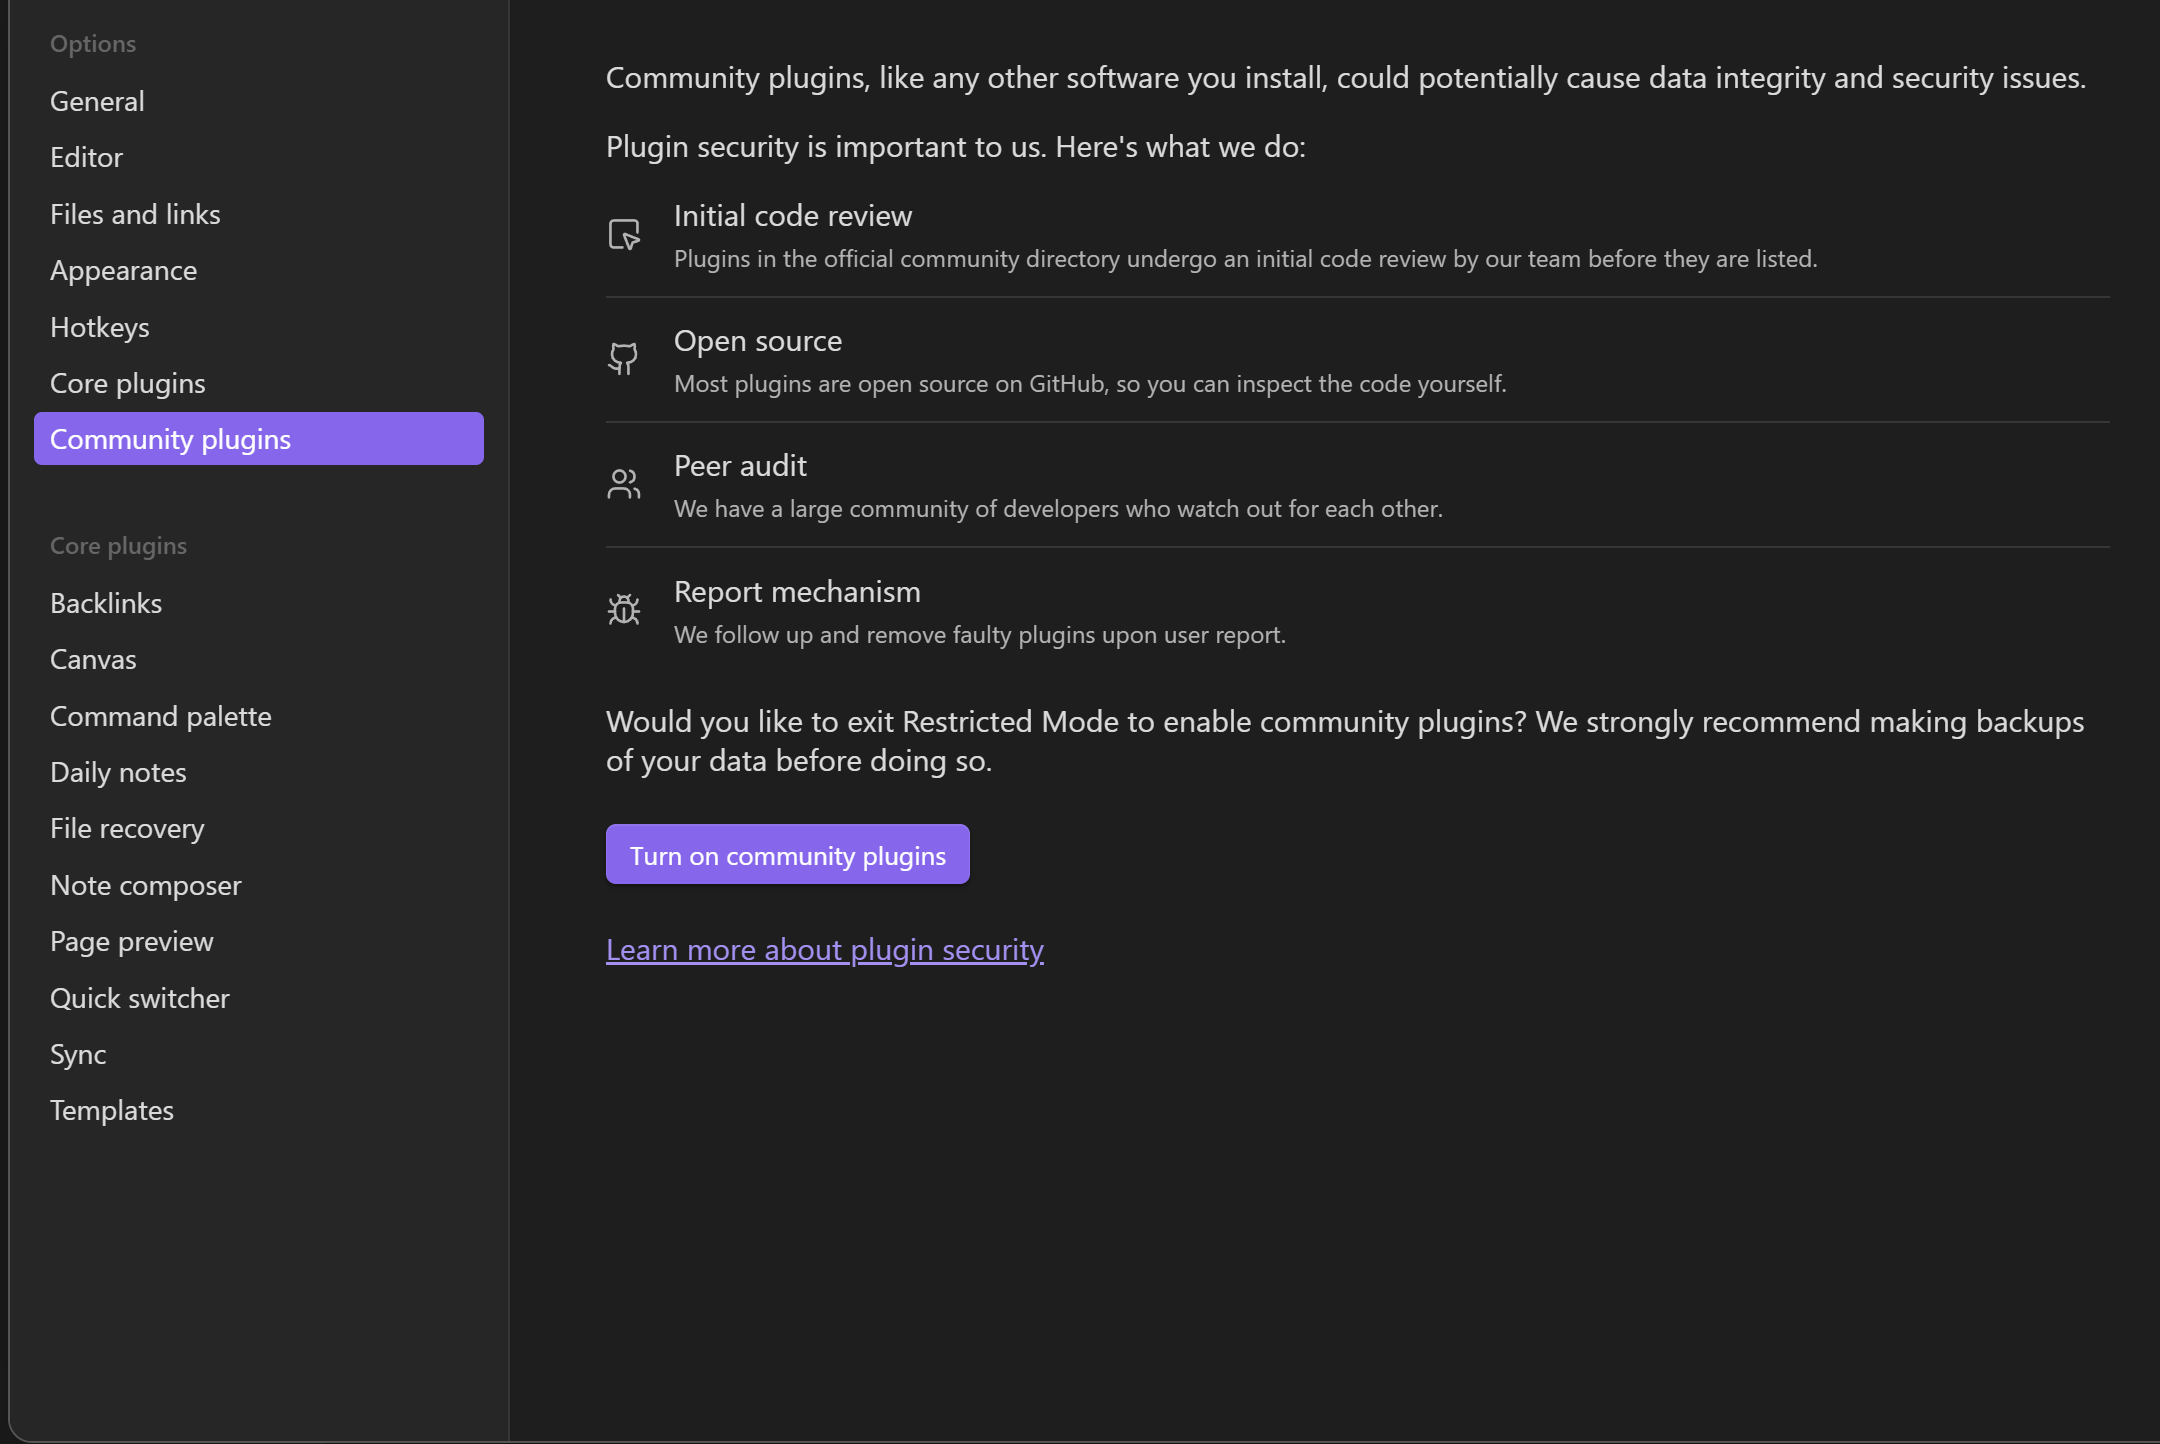 Options
General
Editor
Files and links
Appearance
Hotkeys
Core plugins
Community plugins
Core plugins
Backlinks
Canvas
Command palette
Daily notes
File recovery
Note composer
Page preview
Quick switcher
Sync
Templates
Community plugins, like any other software you install, could potentially cause data integrity and security issues.
Plugin security is important to us. Here's what we do:
Initial code review
Plugins in the official community directory undergo an initial code review by our team before they are listed.
Open source
Most plugins are open source on GitHub, so you can inspect the code yourself.
Peer audit
We have a large community of developers who watch out for each other.
Report mechanism
We follow up and remove faulty plugins upon user report.
Would you like to exit Restricted Mode to enable community plugins? We strongly recommend making backups
of your data before doing so.
Turn on community plugins
Learn more about plugin security